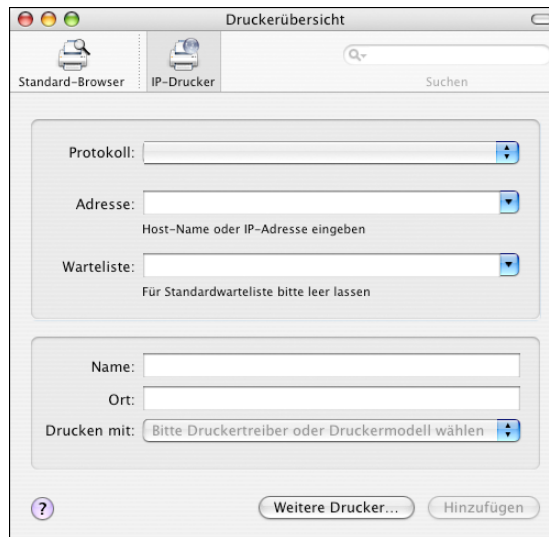 Druckerübersicht
Standard-Browser
IP-Drucker
Suchen
Protokoll:
Adresse:
Host-Name oder IP-Adresse eingeben
Warteliste:
Für Standardwarteliste bitte leer lassen
Name:
Ort:
Drucken mit: Bitte Druckertreiber oder Druckermodell wählen
? Weitere Drucker... Hinzufügen